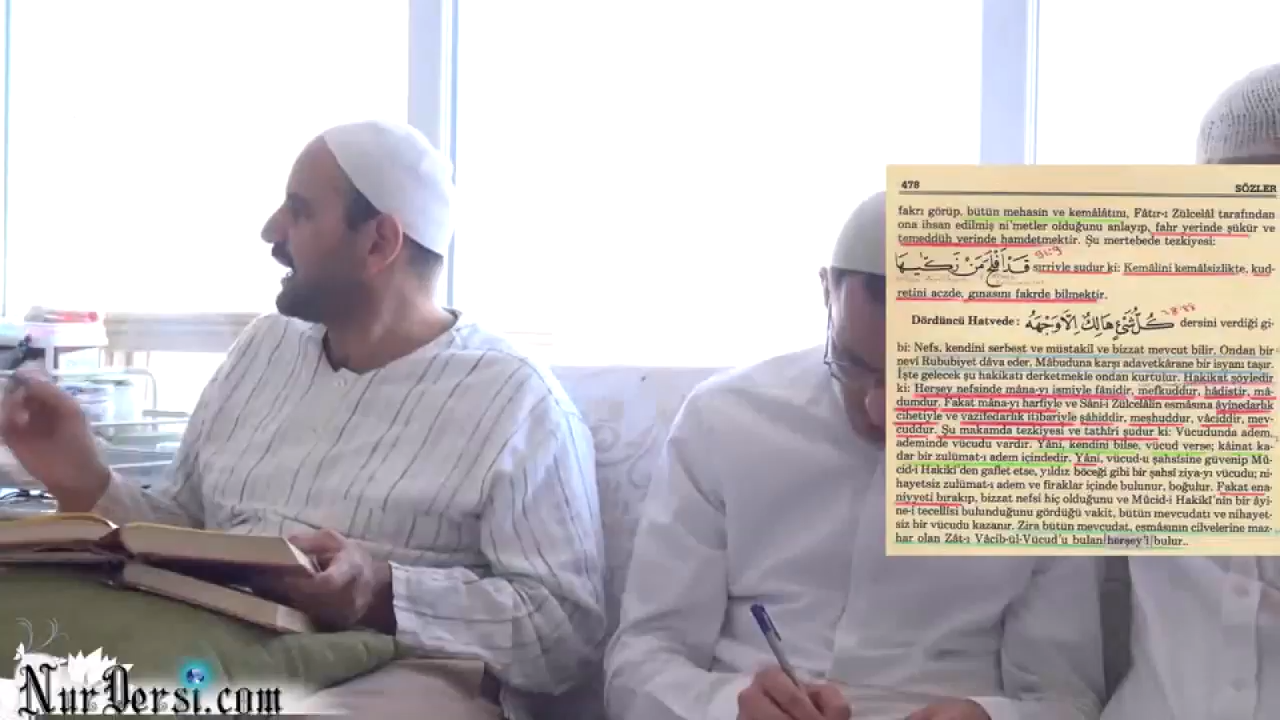 478
SÖZLER
fakrı görüp, bütün mehasin ve kemâlâtını, Fâtır-ı Zülcelâl tarafından
ona ihsan edilmiş ni'metler olduğunu anlayıp, fahr yerinde şükür ve
temeddüh yerinde hamdetmektir. Şu mertebede tezkiyesi:
قَدْ اَفْلَحَ مَنْ زَكّٰيهَا sırriyle şudur ki: Kemâlini kemâlsizlikte, kud-
retini aczde, gınasını fakrde bilmektir.
Dördüncü Hatvede: كُلُّ شَيْءٍ هَالِكٌ اِلَّا وَجْهَهُ dersini verdiği gi-
bi: Nefs, kendini serbest ve müstakil ve bizzat mevcut bilir. Ondan bir
nevi Rububiyet dâva eder. Mâbuduna karşı adavetkârane bir isyanı taşır.
İşte gelecek şu hakikatı derketmekle ondan kurtulur. Hakikat şöyledir
ki: Herşey nefsinde mâna-yı ismiyle fânidir, mefkuddur, hâdistir, mâ-
dumdur. Fakat mâna-yı harfiyle ve Sâni-i Zülcelâlin esmâsına âyinedarlık
cihetiyle ve vazifedarlık itibariyle şâhiddir, meşhuddur, vâciddir, mev-
cuddur. Şu makamda tezkiyesi ve tathîri şudur ki: Vücudunda adem,
ademinde vücudu vardır. Yâni, kendini bilse, vücud verse; kâinat ka-
dar bir zulümat-ı adem içindedir. Yâni, vücud-u şahsîsine güvenip Mû-
cid-i Hakikî'den gaflet etse, yıldız böceği gibi bir şahsî ziya-yı vücudu; ni-
hayetsiz zulümat-ı adem ve firaklar içinde bulunur, boğulur. Fakat ena-
niyyeti bırakıp, bizzat nefsi hiç olduğunu ve Mûcid-i Hakikî'nin bir âyi-
ne-i tecellisi bulunduğunu gördüğü vakit, bütün mevcudatı ve nihayet-
siz bir vücudu kazanır. Zira bütün mevcudat, esmâsının cilvelerine maz-
har olan Zât-ı Vâcib-ül-Vücud'u bulan herşey'i bulur..
NurDersi.com